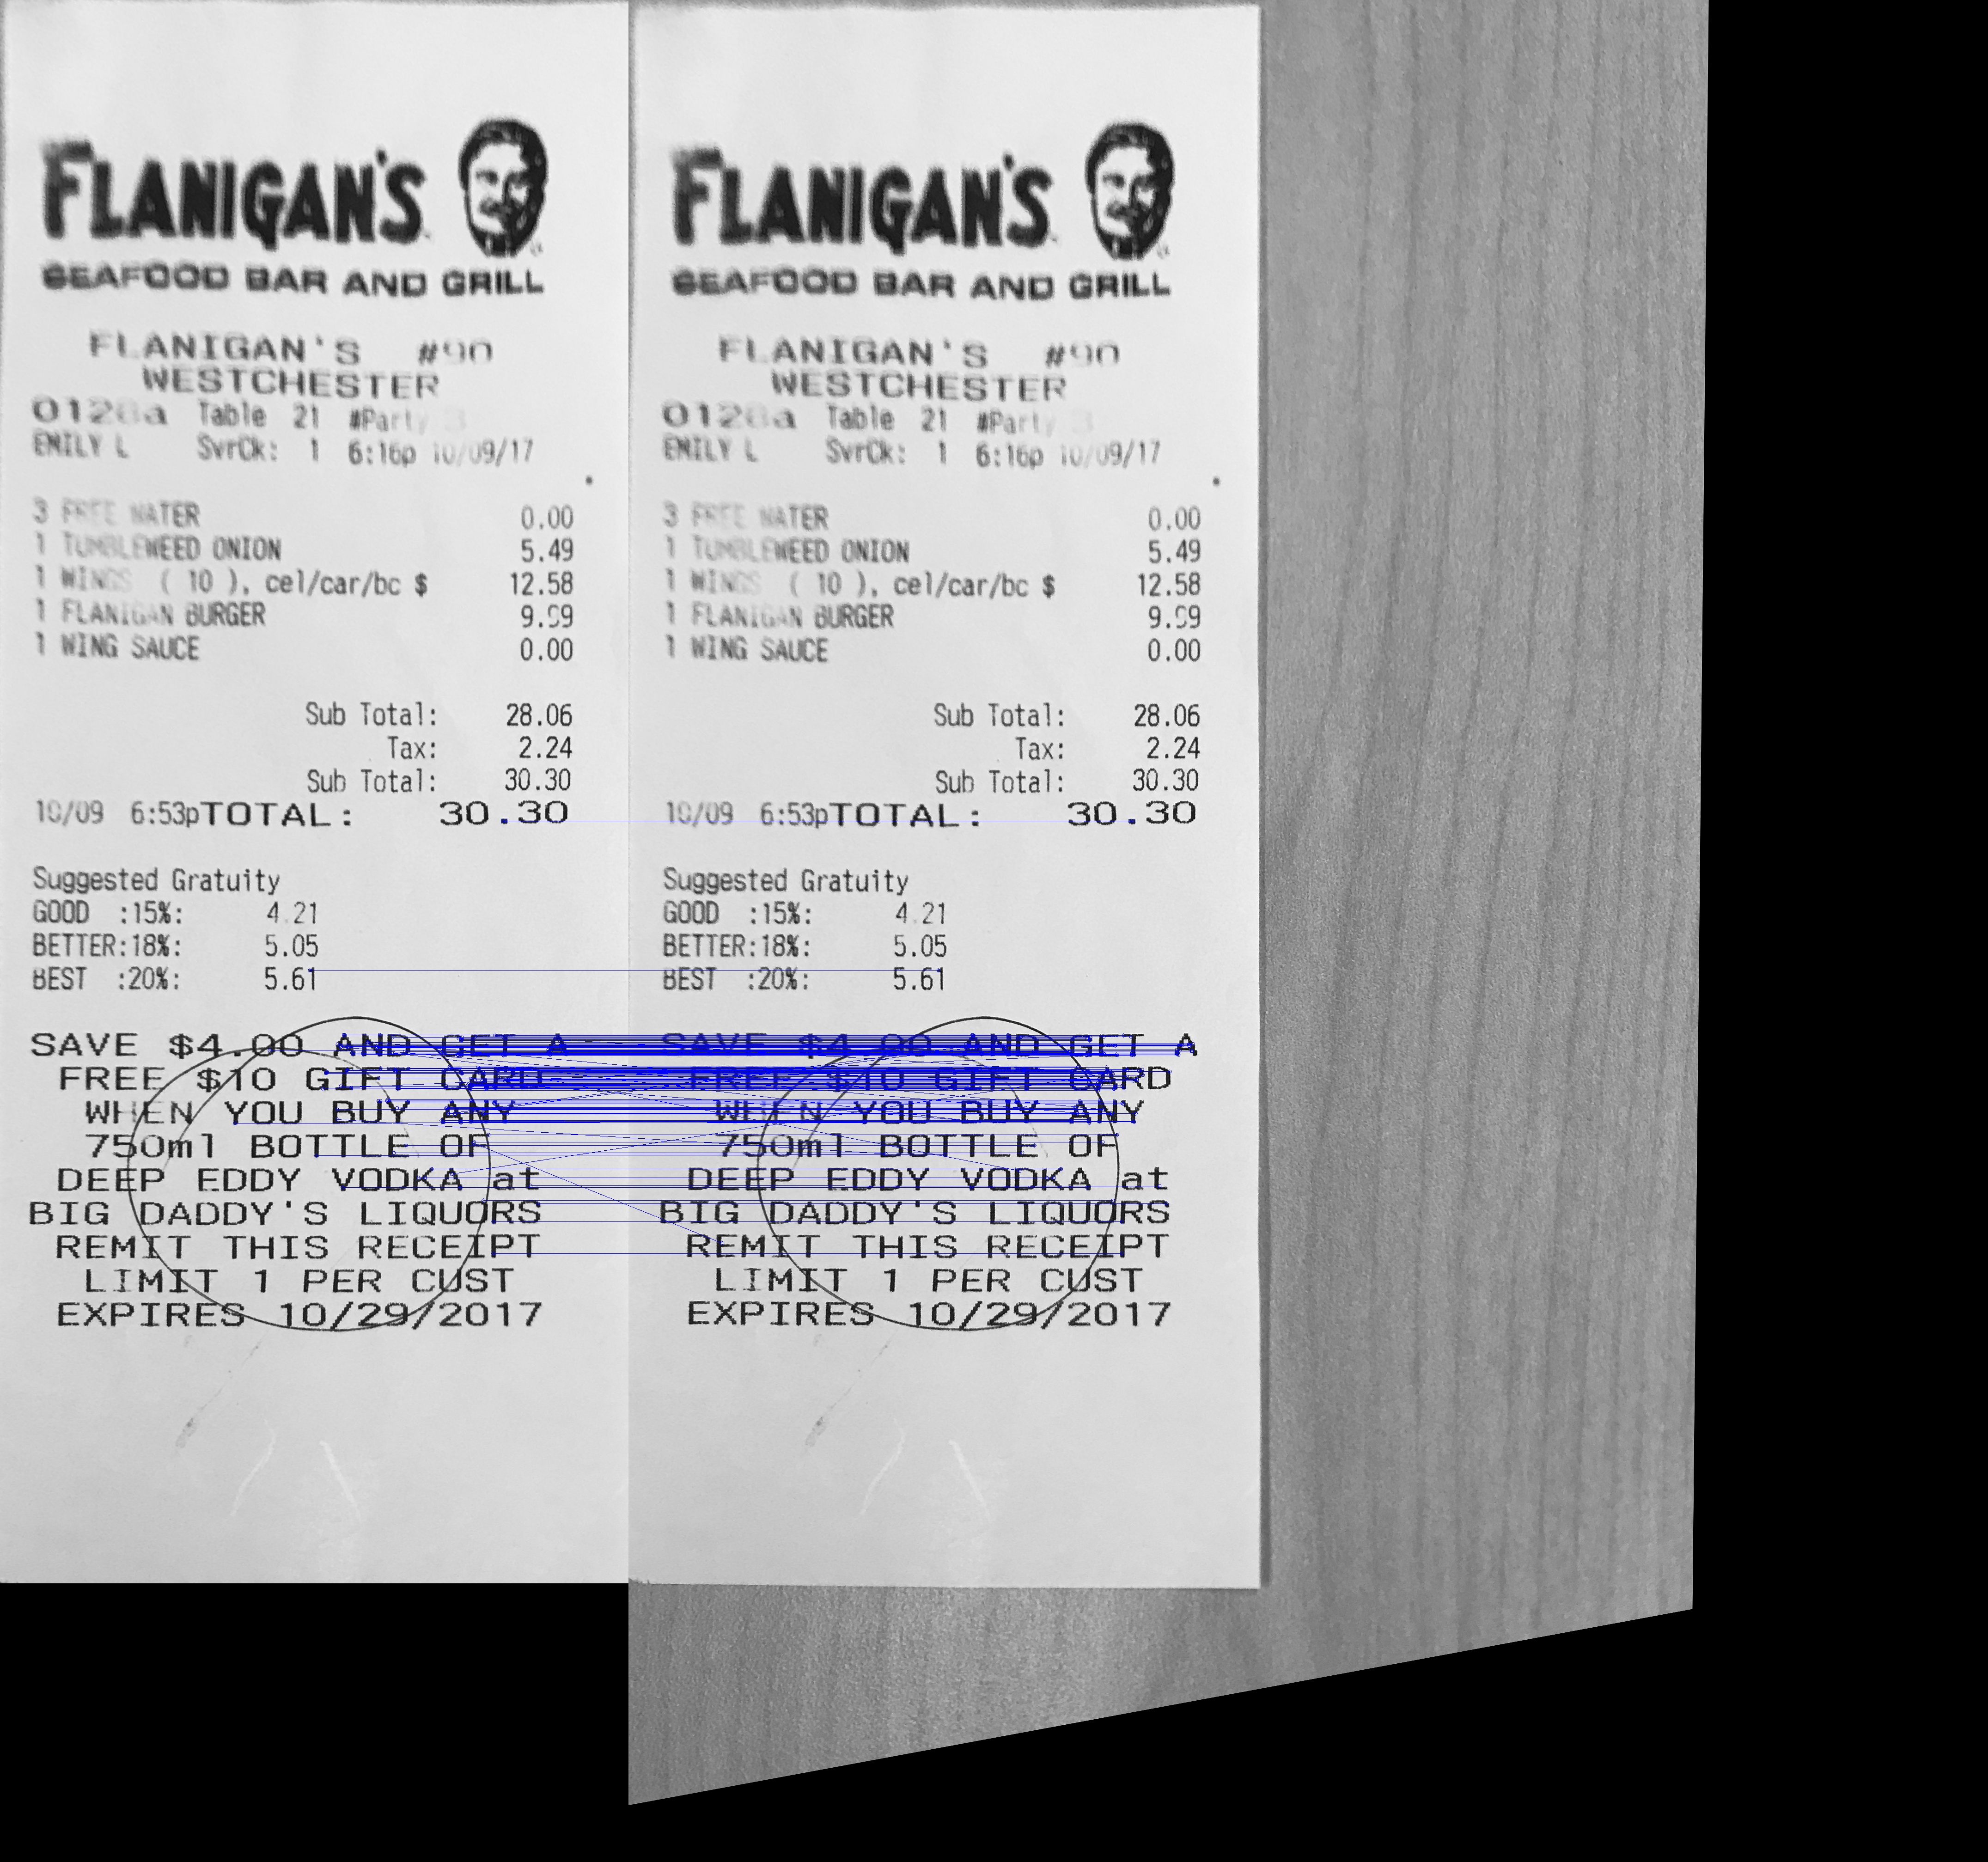 FLANIGAN'S
SEAFOOD BAR AND GRILL
FLANIGAN'S #90
WESTCHESTER
Table 21 #Party
EMILY L SvrCk: 1 6:16p 10/09/17
3 FREE WATER 0.00
1 TUMBLEWEED ONION 5.49
1 WINGS ( 10 ), cel/car/bc $ 12.58
1 FLANIGAN BURGER 9.99
1 WING SAUCE 0.00
Sub Total: 28.06
Tax: 2.24
Sub Total: 30.30
10/09 6:53pTOTAL: 30.30
Suggested Gratuity
GOOD :15%: 4.21
BETTER:18%: 5.05
BEST :20%: 5.61
SAVE $4.00 AND GET A
FREE $10 GIFT CARD
WHEN YOU BUY ANY
750ml BOTTLE OF
DEEP EDDY VODKA at
BIG DADDY'S LIQUORS
REMIT THIS RECEIPT
LIMIT 1 PER CUST
EXPIRES 10/29/2017
FLANIGAN'S
SEAFOOD BAR AND GRILL
FLANIGAN'S #90
WESTCHESTER
Table 21 #Party
EMILY L SvrCk: 1 6:16p 10/09/17
3 FREE WATER 0.00
1 TUMBLEWEED ONION 5.49
1 WINGS ( 10 ), cel/car/bc $ 12.58
1 FLANIGAN BURGER 9.99
1 WING SAUCE 0.00
Sub Total: 28.06
Tax: 2.24
Sub Total: 30.30
10/09 6:53pTOTAL: 30.30
Suggested Gratuity
GOOD :15%: 4.21
BETTER:18%: 5.05
BEST :20%: 5.61
SAVE $4.00 AND GET A
FREE $10 GIFT CARD
WHEN YOU BUY ANY
750ml BOTTLE OF
DEEP EDDY VODKA at
BIG DADDY'S LIQUORS
REMIT THIS RECEIPT
LIMIT 1 PER CUST
EXPIRES 10/29/2017